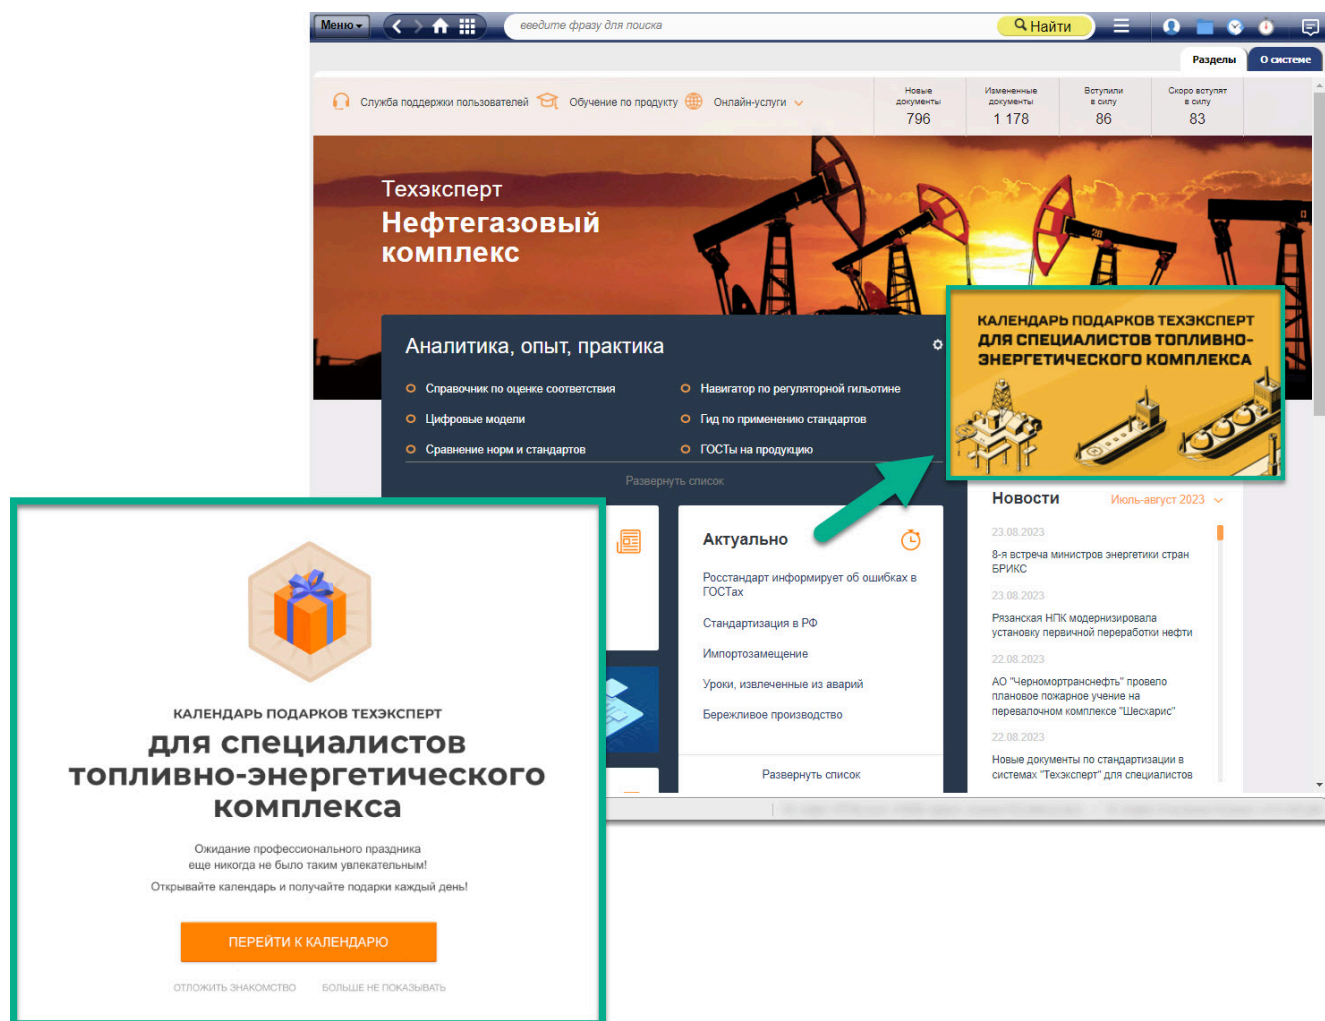 Меню
введите фразу для поиска
Найти
Разделы
О системе
Служба поддержки пользователей
Обучение по продукту
Онлайн-услуги
Новые
документы
796
Измененные
документы
1 178
Вступили
в силу
86
Скоро вступят
в силу
83
Техэксперт
Нефтегазовый
комплекс
КАЛЕНДАРЬ ПОДАРКОВ ТЕХЭКСПЕРТ
ДЛЯ СПЕЦИАЛИСТОВ ТОПЛИВНО-
ЭНЕРГЕТИЧЕСКОГО КОМПЛЕКСА
Аналитика, опыт, практика
Справочник по оценке соответствия
Цифровые модели
Сравнение норм и стандартов
Навигатор по регуляторной гильотине
Гид по применению стандартов
ГОСТы на продукцию
Развернуть список
Актуально
Росстандарт информирует об ошибках в
ГОСТах
Стандартизация в РФ
Импортозамещение
Уроки, извлеченные из аварий
Бережливое производство
Развернуть список
Новости
Июль-август 2023
23.08.2023
8-я встреча министров энергетики стран
БРИКС
23.08.2023
Рязанская НПК модернизировала
установку первичной переработки нефти
22.08.2023
АО "Черномортранснефть" провело
плановое пожарное учение на
перевалочном комплексе "Шесхарис"
22.08.2023
Новые документы по стандартизации в
системах "Техэксперт" для специалистов
КАЛЕНДАРЬ ПОДАРКОВ ТЕХЭКСПЕРТ
для специалистов
топливно-энергетического
комплекса
Ожидание профессионального праздника
еще никогда не было таким увлекательным!
Открывайте календарь и получайте подарки каждый день!
ПЕРЕЙТИ К КАЛЕНДАРЮ
ОТЛОЖИТЬ ЗНАКОМСТВО
БОЛЬШЕ НЕ ПОКАЗЫВАТЬ